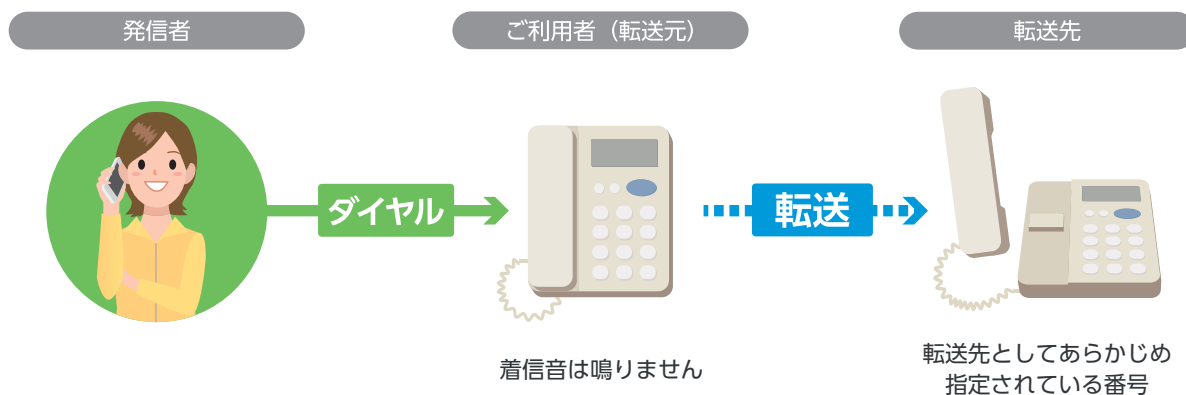 発信者
ご利用者（転送元）
転送先
ダイヤル
転送
着信音は鳴りません
転送先としてあらかじめ
指定されている番号